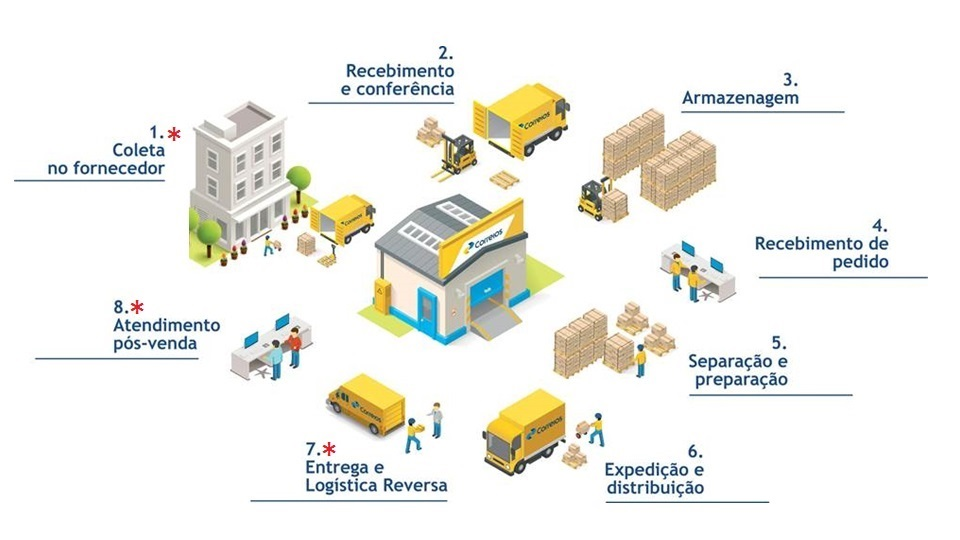 1.*
Coleta
no fornecedor
2.
Recebimento
e conferência
3.
Armazenagem
4.
Recebimento de
pedido
5.
Separação e
preparação
6.
Expedição e
distribuição
7.*
Entrega e
Logística Reversa
8.*
Atendimento
pós-venda
Correios
Correios
Correios
Correios
Correios